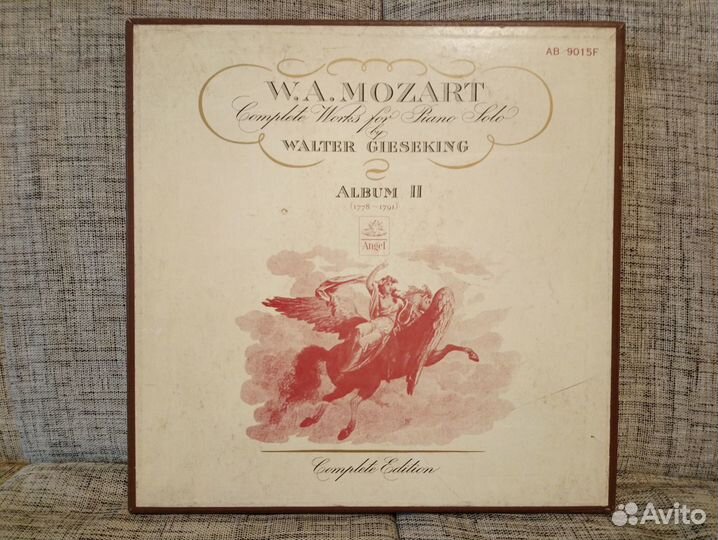 AB 9015F
W.A. MOZART
Complete Works for Piano Solo
by
WALTER GIESEKING
ALBUM II
(1778-1791)
Angel
Complete Edition
Avito